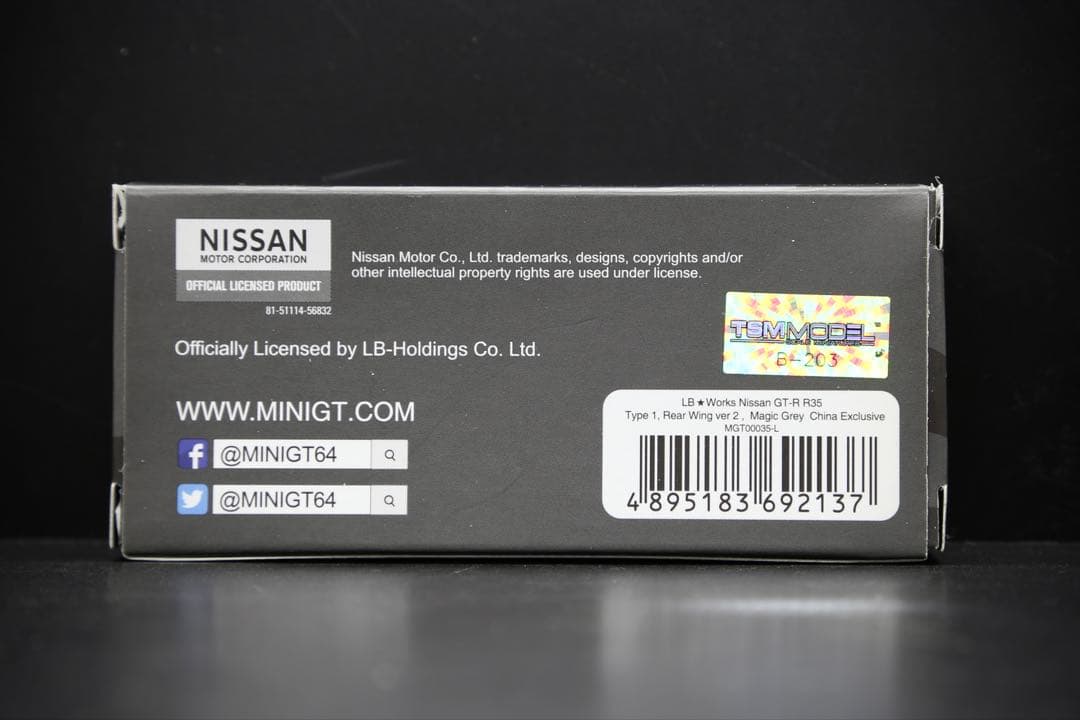 NISSAN
MOTOR CORPORATION
OFFICIAL LICENSED PRODUCT
81-51114-56832
Nissan Motor Co., Ltd. trademarks, designs, copyrights and/or
other intellectual property rights are used under license.
Officially Licensed by LB-Holdings Co. Ltd.
WWW.MINIGT.COM
@MINIGT64
@MINIGT64
TSMMODEL
B-203
LB★Works Nissan GT-R R35
Type 1, Rear Wing ver 2 , Magic Grey China Exclusive
MGT00035-L
4 895183 692137